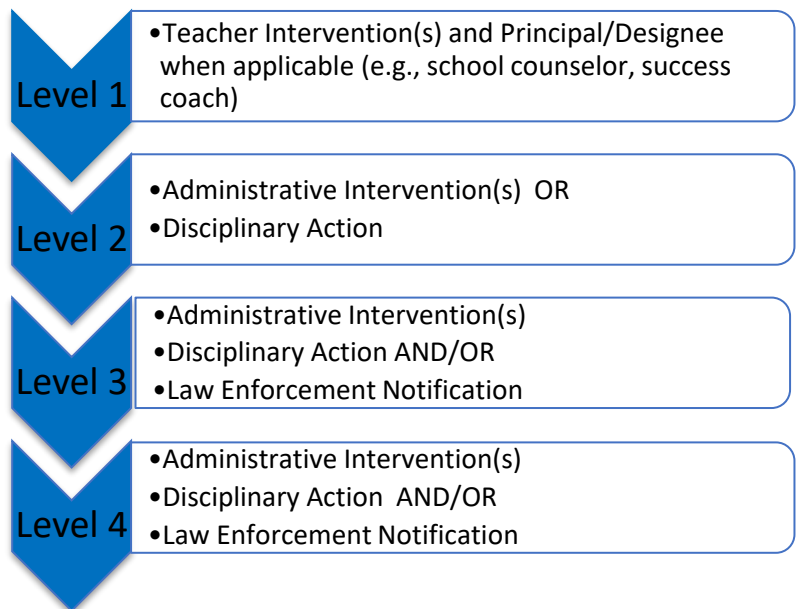 Level 1
•Teacher Intervention(s) and Principal/Designee
when applicable (e.g., school counselor, success
coach)
Level 2
•Administrative Intervention(s) OR
•Disciplinary Action
Level 3
•Administrative Intervention(s)
•Disciplinary Action AND/OR
•Law Enforcement Notification
Level 4
•Administrative Intervention(s)
•Disciplinary Action AND/OR
•Law Enforcement Notification